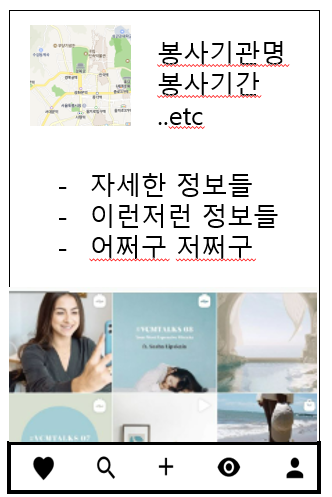 봉사기관명
봉사기간
..etc
- 자세한 정보들
- 이런저런 정보들
- 어쩌구 저쩌구